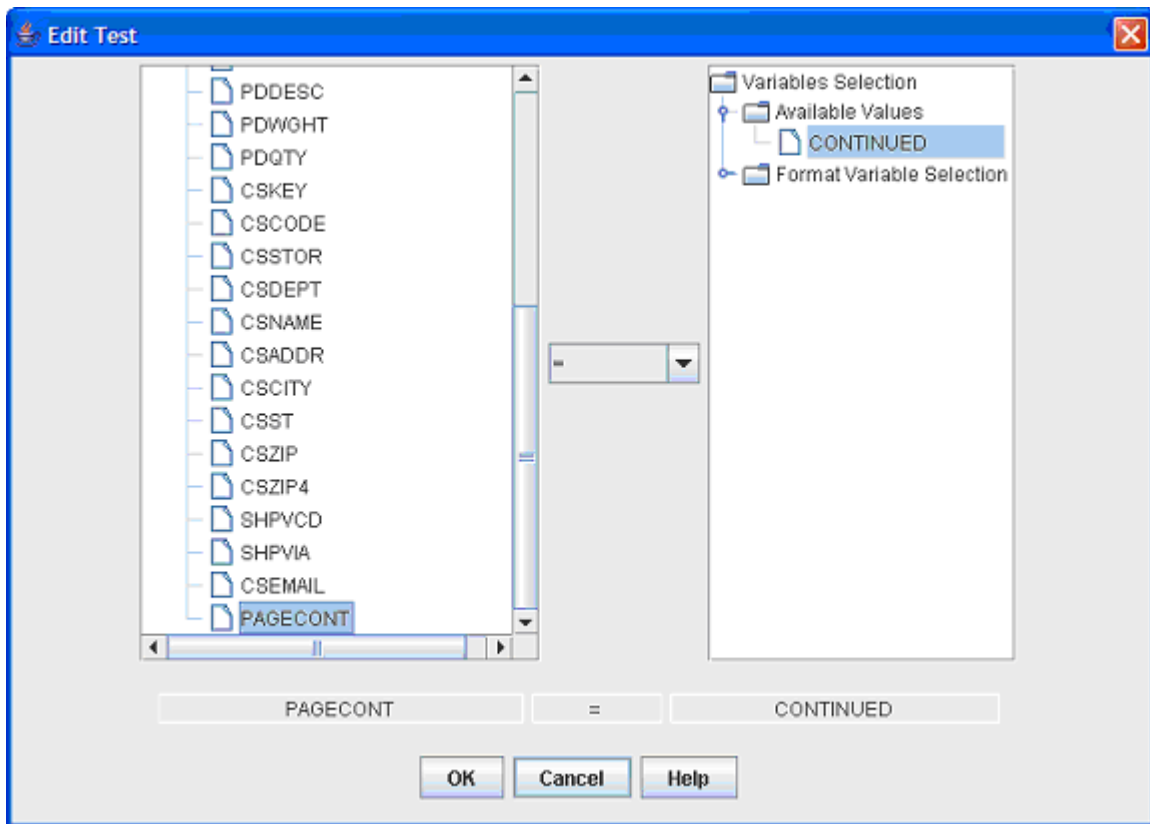 Edit Test
PDDESC
PDWGHT
PDQTY
CSKEY
CSCODE
CSSTOR
CSDEPT
CSNAME
CSADDR
CSCITY
CSST
CSZIP
CSZIP4
SHPVCD
SHPVIA
CSEMAIL
PAGECONT
=
Variables Selection
Available Values
CONTINUED
Format Variable Selection
PAGECONT = CONTINUED
OK Cancel Help